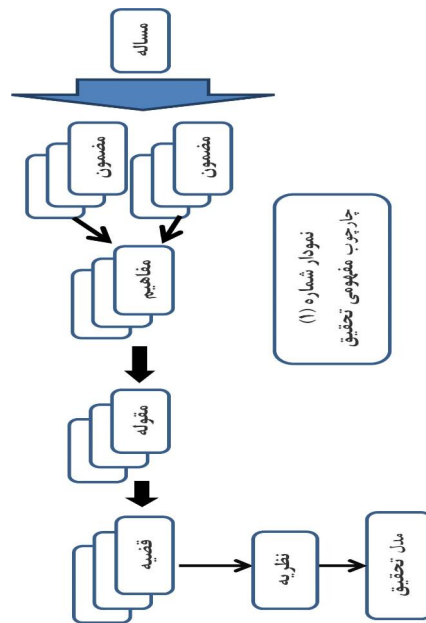 مساله
مضمون
مضمون
مفاهیم
مقوله
قضیه
نظریه
مدل تحقیق
نمودار شماره (۱)
چارچوب مفهومی تحقیق